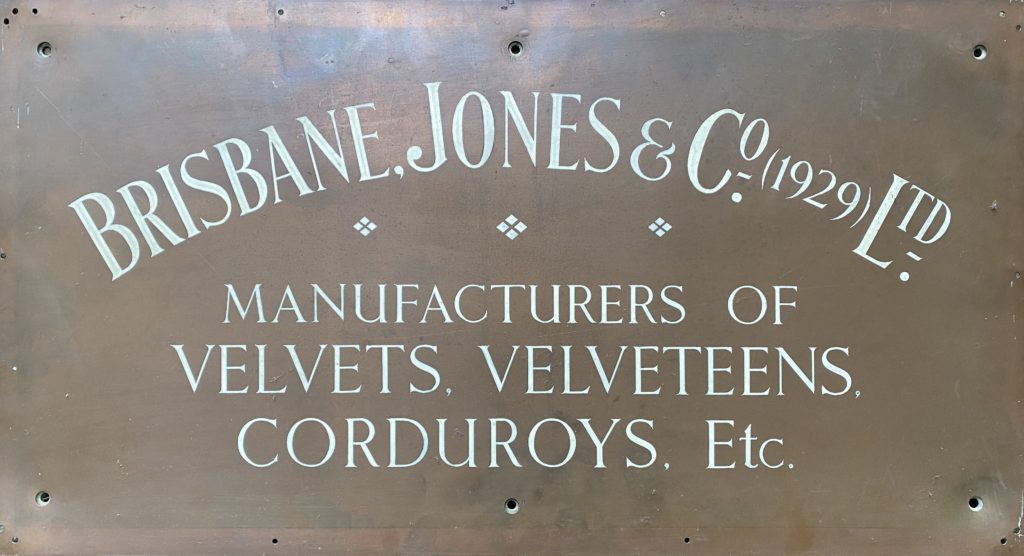 BRISBANE, JONES & Co. (1929) LTD.
MANUFACTURERS OF
VELVETS, VELVETEENS,
CORDUROYS, Etc.